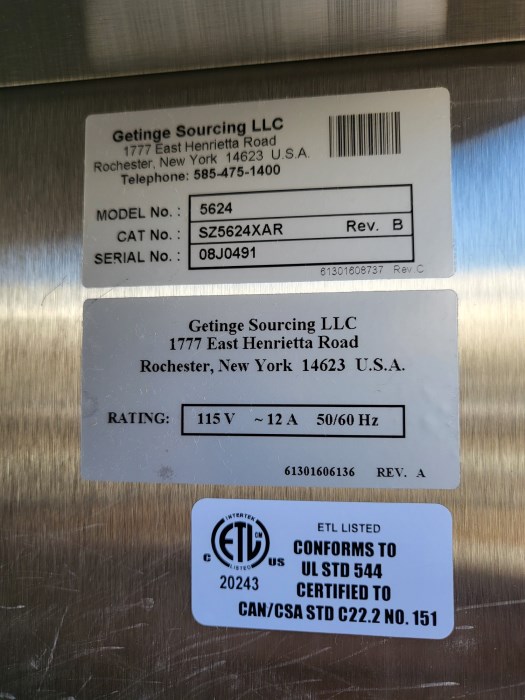 Getinge Sourcing LLC
1777 East Henrietta Road
Rochester, New York 14623 U.S.A.
Telephone: 585-475-1400
MODEL No. : 5624
CAT No. : SZ5624XAR Rev. B
SERIAL No. : 08J0491
61301608737 Rev C
Getinge Sourcing LLC
1777 East Henrietta Road
Rochester, New York 14623 U.S.A.
RATING: 115 V ~ 12 A 50/60 Hz
61301606136 REV. A
INTERTEK
ETL CM
LISTED
C US
20243
ETL LISTED
CONFORMS TO
UL STD 544
CERTIFIED TO
CAN/CSA STD C22.2 NO. 151